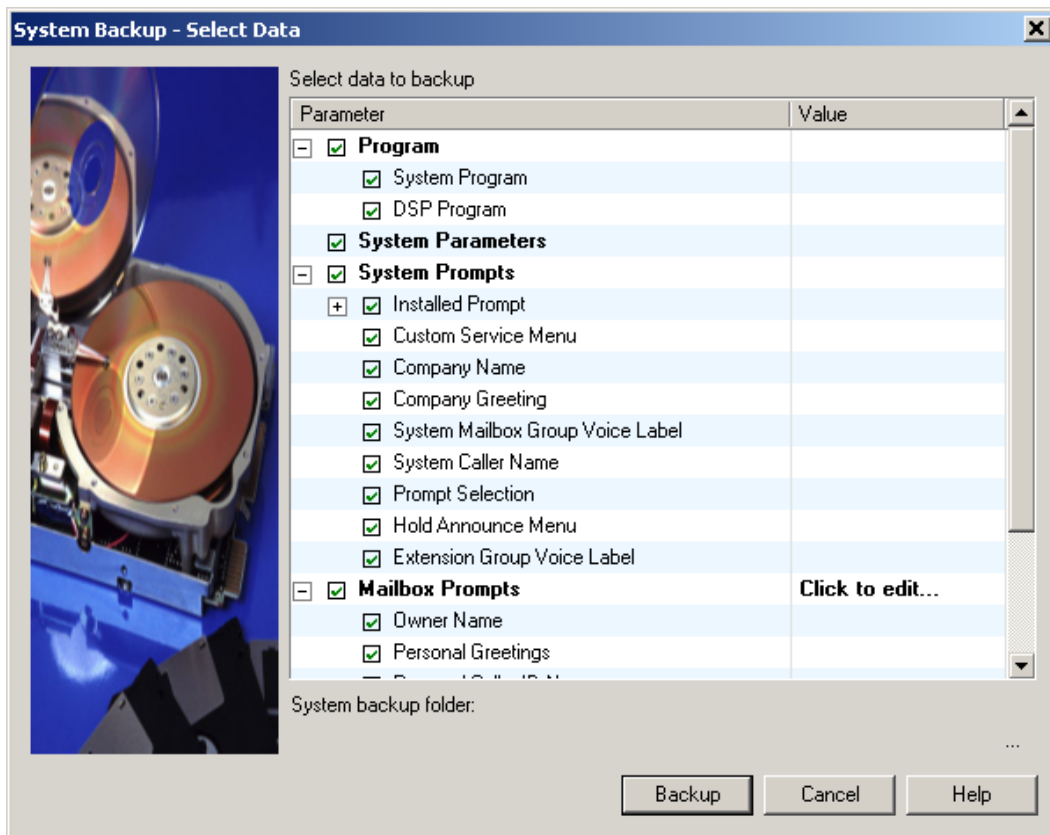 System Backup - Select Data
Select data to backup
Parameter Value
Program
System Program
DSP Program
System Parameters
System Prompts
Installed Prompt
Custom Service Menu
Company Name
Company Greeting
System Mailbox Group Voice Label
System Caller Name
Prompt Selection
Hold Announce Menu
Extension Group Voice Label
Mailbox Prompts Click to edit...
Owner Name
Personal Greetings
System backup folder:
...
Backup Cancel Help